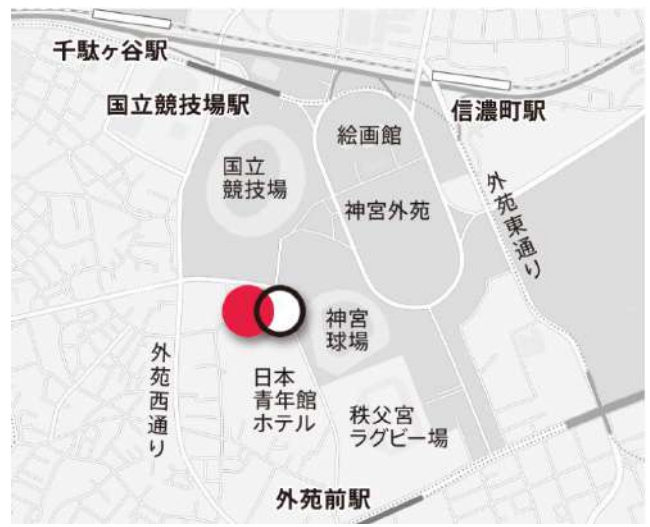 千駄ヶ谷駅
国立競技場駅
信濃町駅
絵画館
国立
競技場
神宮外苑
外苑東通り
神宮
球場
外苑西通り
日本
青年館
ホテル
秩父宮
ラグビー場
外苑前駅